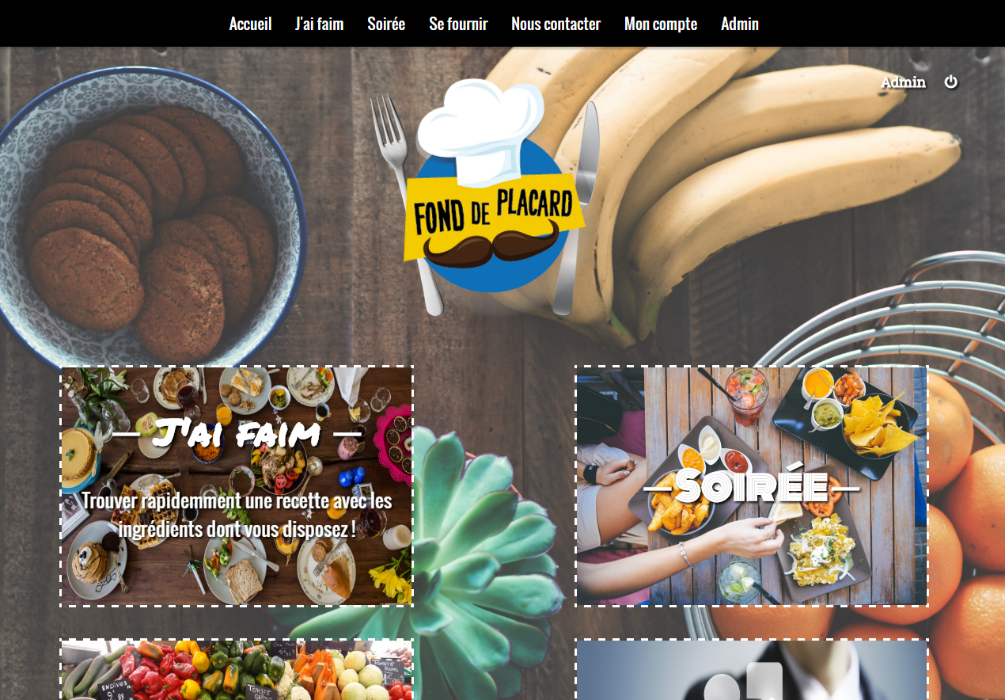 Accueil J'ai faim Soirée Se fournir Nous contacter Mon compte Admin
Admin
FOND DE PLACARD
— J'ai faim —
Trouver rapidemment une recette avec les
ingrédients dont vous disposez !
—SOIRÉE—